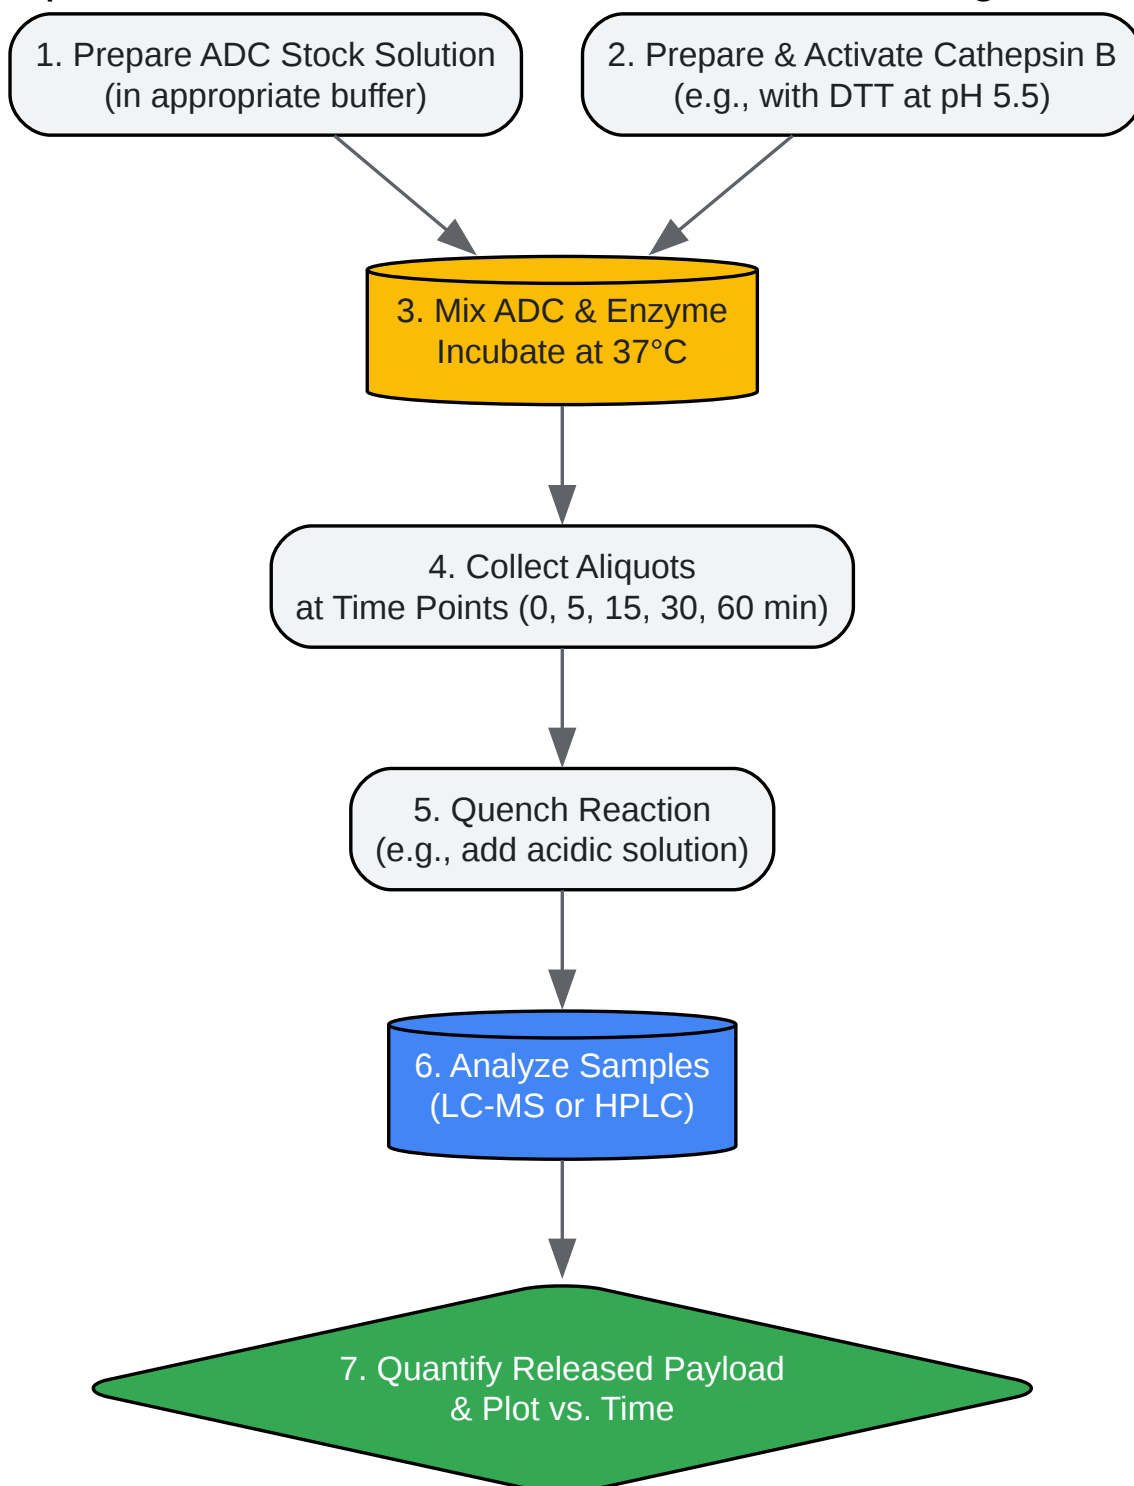 1. Prepare ADC Stock Solution
(in appropriate buffer)
2. Prepare & Activate Cathepsin B
(e.g., with DTT at pH 5.5)
3. Mix ADC & Enzyme
Incubate at 37°C
4. Collect Aliquots
at Time Points (0, 5, 15, 30, 60 min)
5. Quench Reaction
(e.g., add acidic solution)
6. Analyze Samples
(LC-MS or HPLC)
7. Quantify Released Payload
& Plot vs. Time